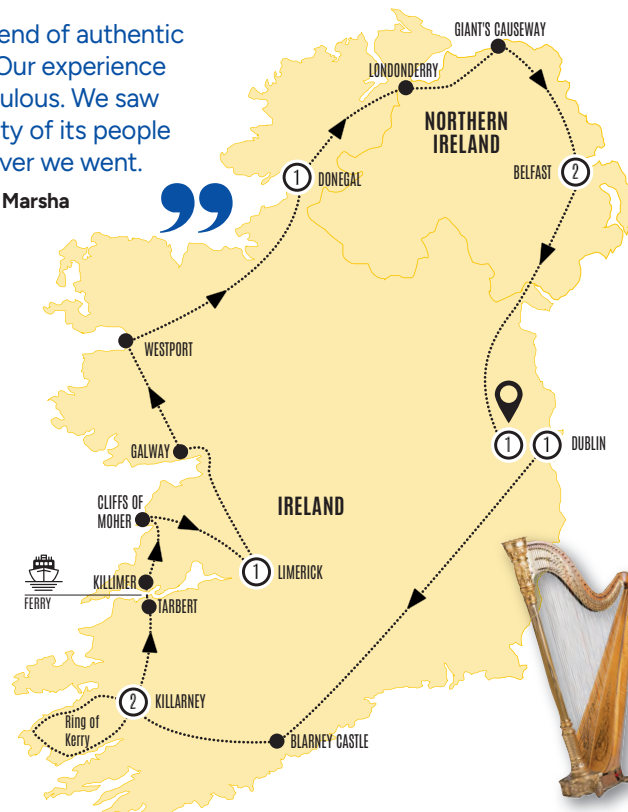 end of authentic
Our experience
ulous. We saw
ty of its people
ver we went.
Marsha
”
GIANT'S CAUSEWAY
LONDONDERRY
NORTHERN
IRELAND
BELFAST 2
1 DONEGAL
WESTPORT
GALWAY
1 1 DUBLIN
CLIFFS OF
MOHER
IRELAND
1 LIMERICK
KILLIMER
FERRY
TARBERT
2 KILLARNEY
Ring of
Kerry
BLARNEY CASTLE